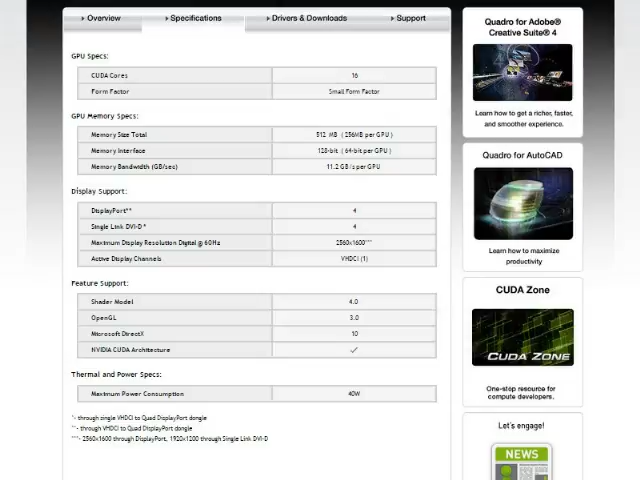 Overview
Specifications
Drivers & Downloads
Support
GPU Specs:
CUDA Cores 16
Form Factor Small Form Factor
GPU Memory Specs:
Memory Size Total 512 MB ( 256MB per GPU )
Memory Interface 128-bit ( 64-bit per GPU )
Memory Bandwidth (GB/sec) 11.2 GB/s per GPU
Display Support:
DisplayPort** 4
Single Link DVI-D * 4
Maximum Display Resolution Digital @ 60Hz 2560x1600***
Active Display Channels VHDCI (1)
Feature Support:
Shader Model 4.0
OpenGL 3.0
Microsoft DirectX 10
NVIDIA CUDA Architecture ✓
Thermal and Power Specs:
Maximum Power Consumption 40W
*- through single VHDCI to Quad DisplayPort dongle
**- through VHDCI to Quad DisplayPort dongle
***- 2560x1600 through DisplayPort, 1920x1200 through Single Link DVI-D
Quadro for Adobe®
Creative Suite® 4
Learn how to get a richer, faster,
and smoother experience.
Quadro for AutoCAD
Learn how to maximize
productivity
CUDA Zone
CUDA ZONE
One-stop resource for
compute developers.
Let's engage!
NEWS